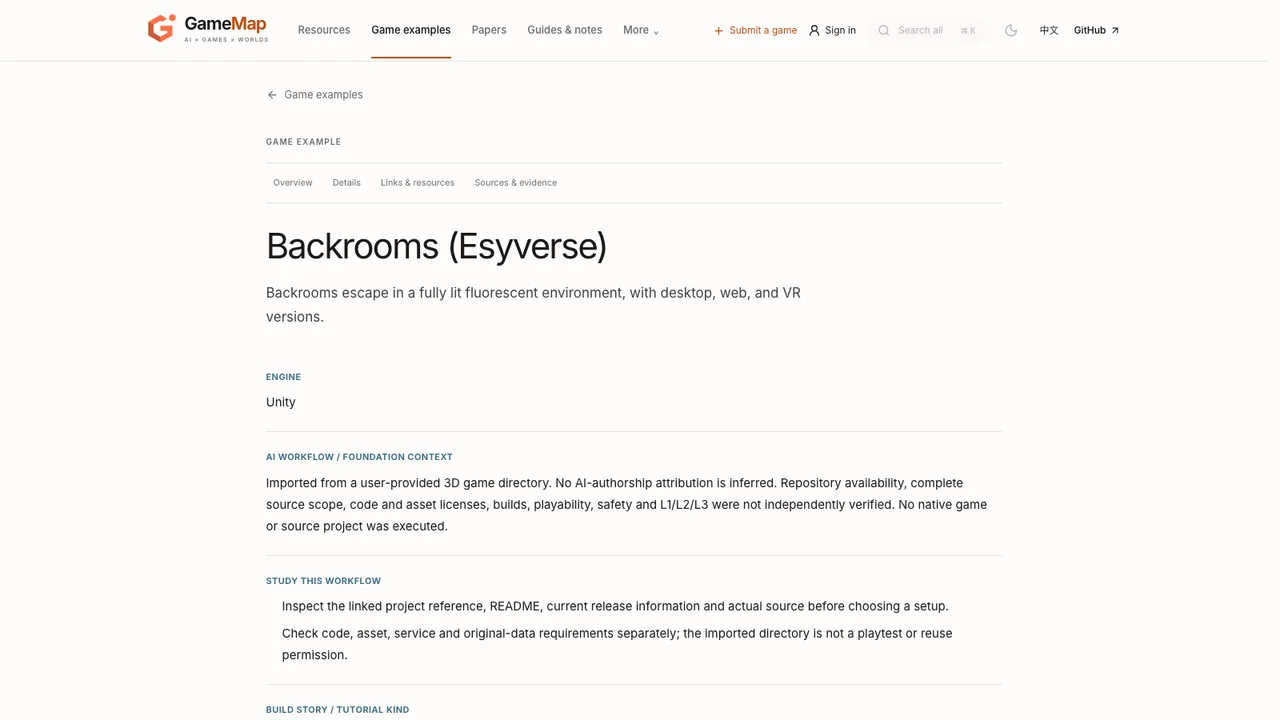 GameMap
AI × GAMES × WORLDS
Resources
Game examples
Papers
Guides & notes
More
Submit a game
Sign in
Search all
⌘ K
中文
GitHub
Game examples
GAME EXAMPLE
Overview
Details
Links & resources
Sources & evidence
Backrooms (Esyverse)
Backrooms escape in a fully lit fluorescent environment, with desktop, web, and VR
versions.
ENGINE
Unity
AI WORKFLOW / FOUNDATION CONTEXT
Imported from a user-provided 3D game directory. No AI-authorship attribution is inferred. Repository availability, complete
source scope, code and asset licenses, builds, playability, safety and L1/L2/L3 were not independently verified. No native game
or source project was executed.
STUDY THIS WORKFLOW
Inspect the linked project reference, README, current release information and actual source before choosing a setup.
Check code, asset, service and original-data requirements separately; the imported directory is not a playtest or reuse
permission.
BUILD STORY / TUTORIAL KIND